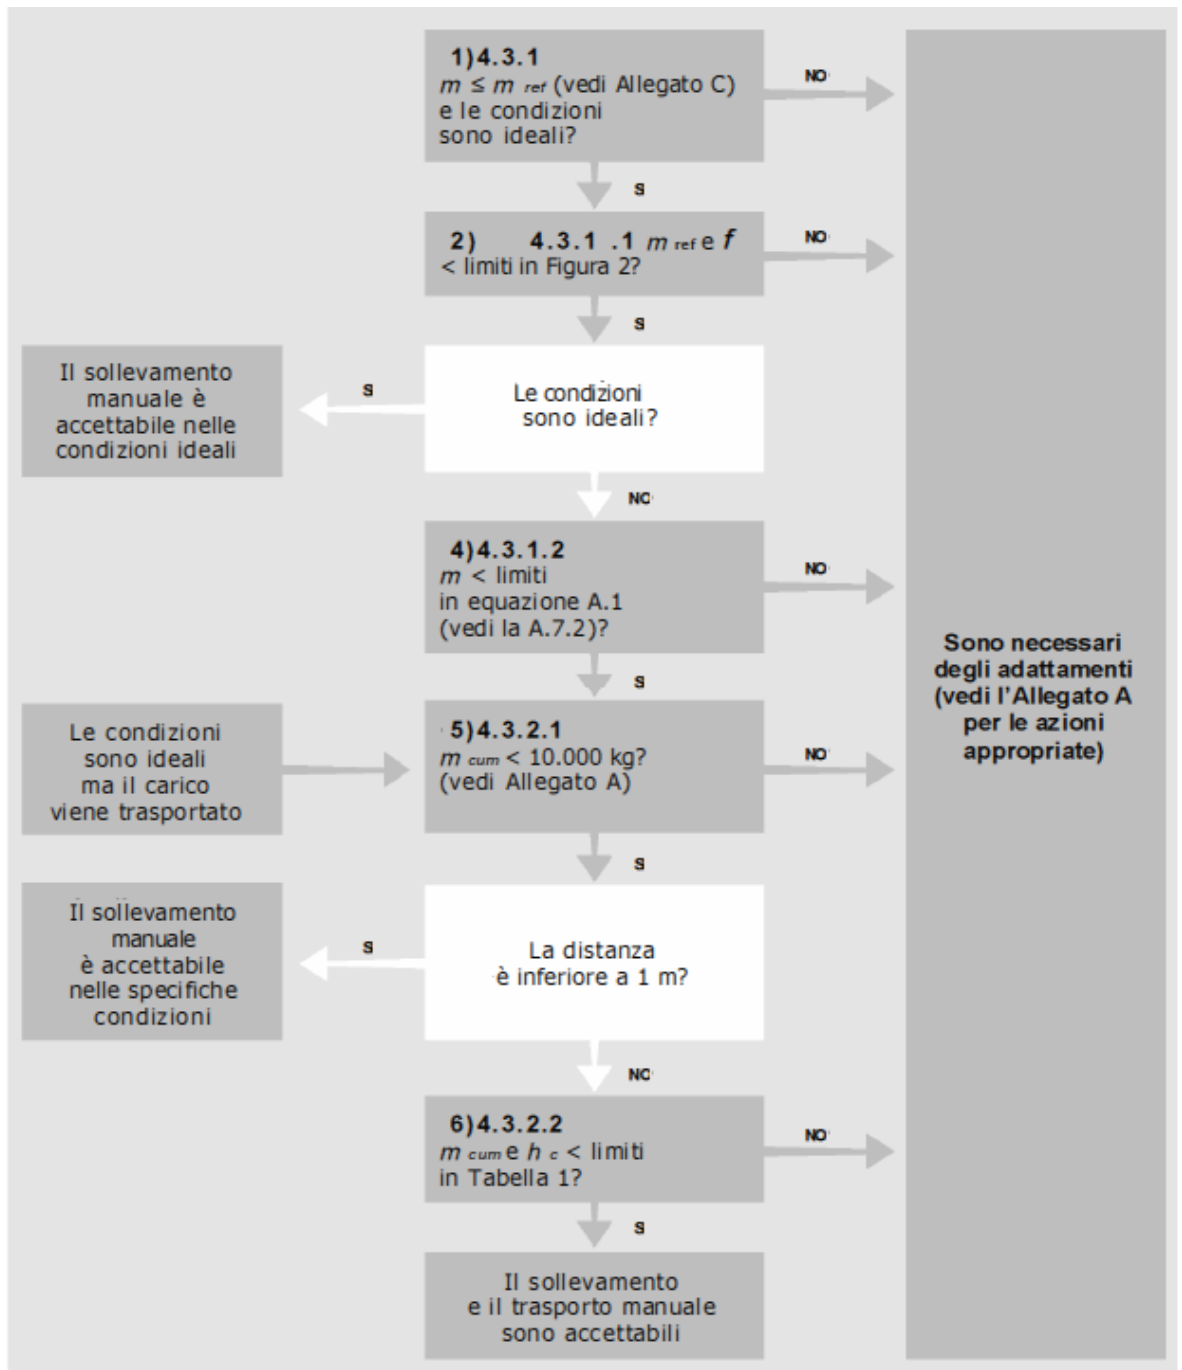 1)4.3.1
m ≤ m ref (vedi Allegato C)
e le condizioni
sono ideali?
NO
S
2) 4.3.1 .1 m ref e f
< limiti in Figura 2?
NO
S
Il sollevamento
manuale è
accettabile nelle
condizioni ideali
S
Le condizioni
sono ideali?
NO
4)4.3.1.2
m < limiti
in equazione A.1
(vedi la A.7.2)?
NO
S
Sono necessari
degli adattamenti
(vedi l'Allegato A
per le azioni
appropriate)
Le condizioni
sono ideali
ma il carico
viene trasportato
5)4.3.2.1
m cum < 10.000 kg?
(vedi Allegato A)
NO
S
Il sollevamento
manuale
è accettabile
nelle specifiche
condizioni
S
La distanza
è inferiore a 1 m?
NO
6)4.3.2.2
m cum e h c < limiti
in Tabella 1?
NO
S
Il sollevamento
e il trasporto manuale
sono accettabili